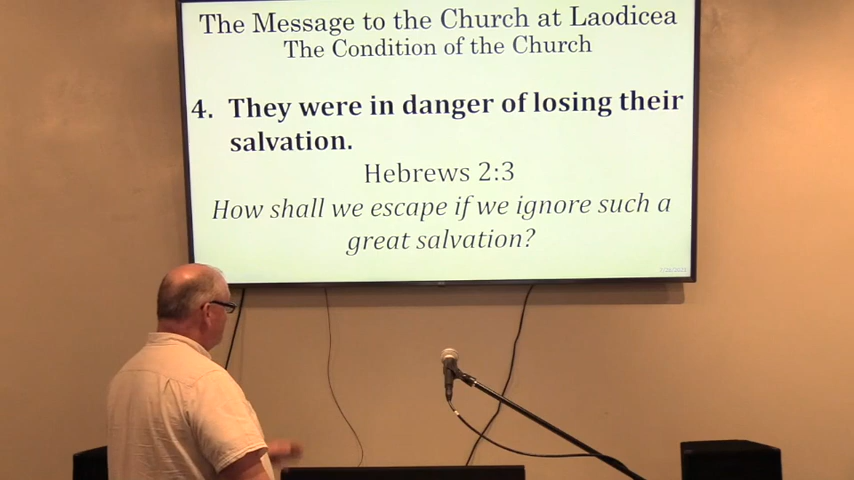 The Message to the Church at Laodicea
The Condition of the Church
4. They were in danger of losing their
salvation.
Hebrews 2:3
How shall we escape if we ignore such a
great salvation?